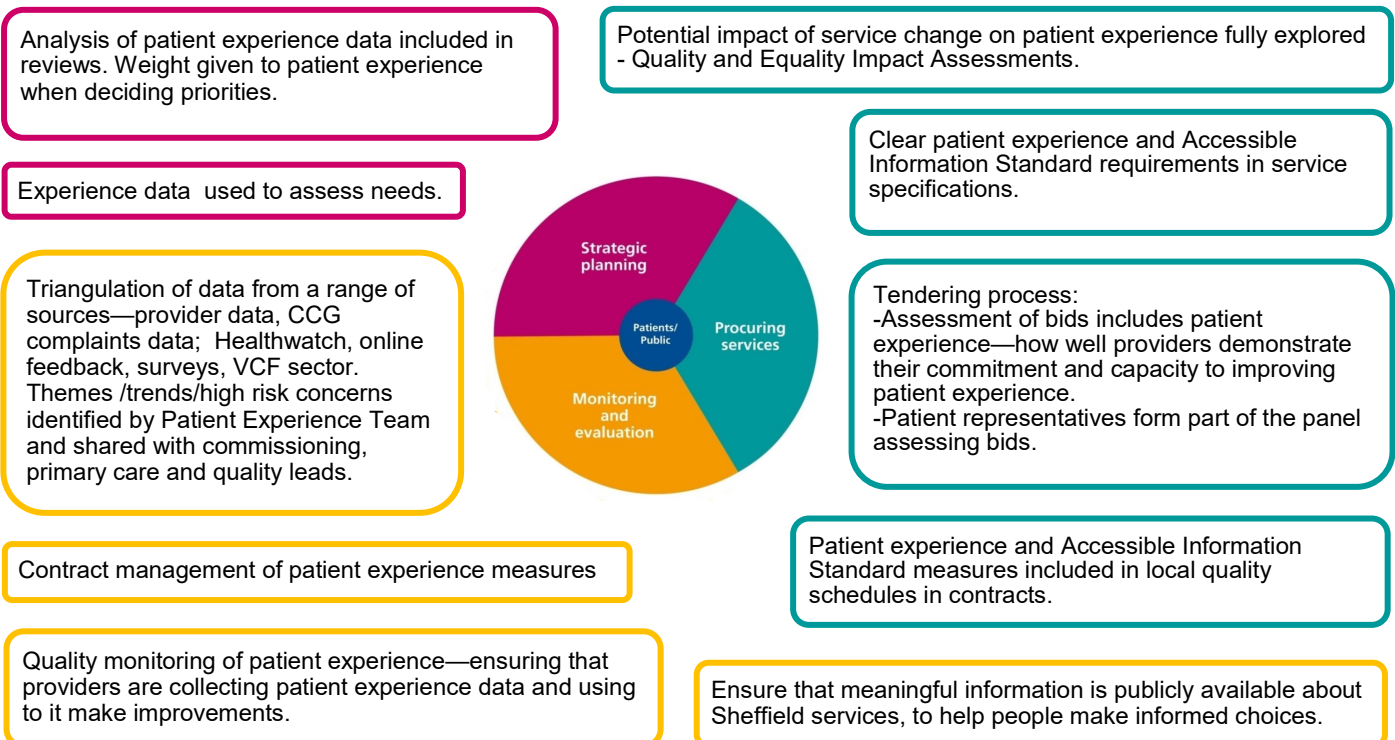 Analysis of patient experience data included in
reviews. Weight given to patient experience
when deciding priorities.
Potential impact of service change on patient experience fully explored
- Quality and Equality Impact Assessments.
Clear patient experience and Accessible
Information Standard requirements in service
specifications.
Experience data  used to assess needs.
Strategic
planning
Patients/
Public
Procuring
services
Monitoring
and
evaluation
Triangulation of data from a range of
sources—provider data, CCG
complaints data;  Healthwatch, online
feedback, surveys, VCF sector.
Themes /trends/high risk concerns
identified by Patient Experience Team
and shared with commissioning,
primary care and quality leads.
Tendering process:
-Assessment of bids includes patient
experience—how well providers demonstrate
their commitment and capacity to improving
patient experience.
-Patient representatives form part of the panel
assessing bids.
Contract management of patient experience measures
Patient experience and Accessible Information
Standard measures included in local quality
schedules in contracts.
Quality monitoring of patient experience—ensuring that
providers are collecting patient experience data and using
to it make improvements.
Ensure that meaningful information is publicly available about
Sheffield services, to help people make informed choices.